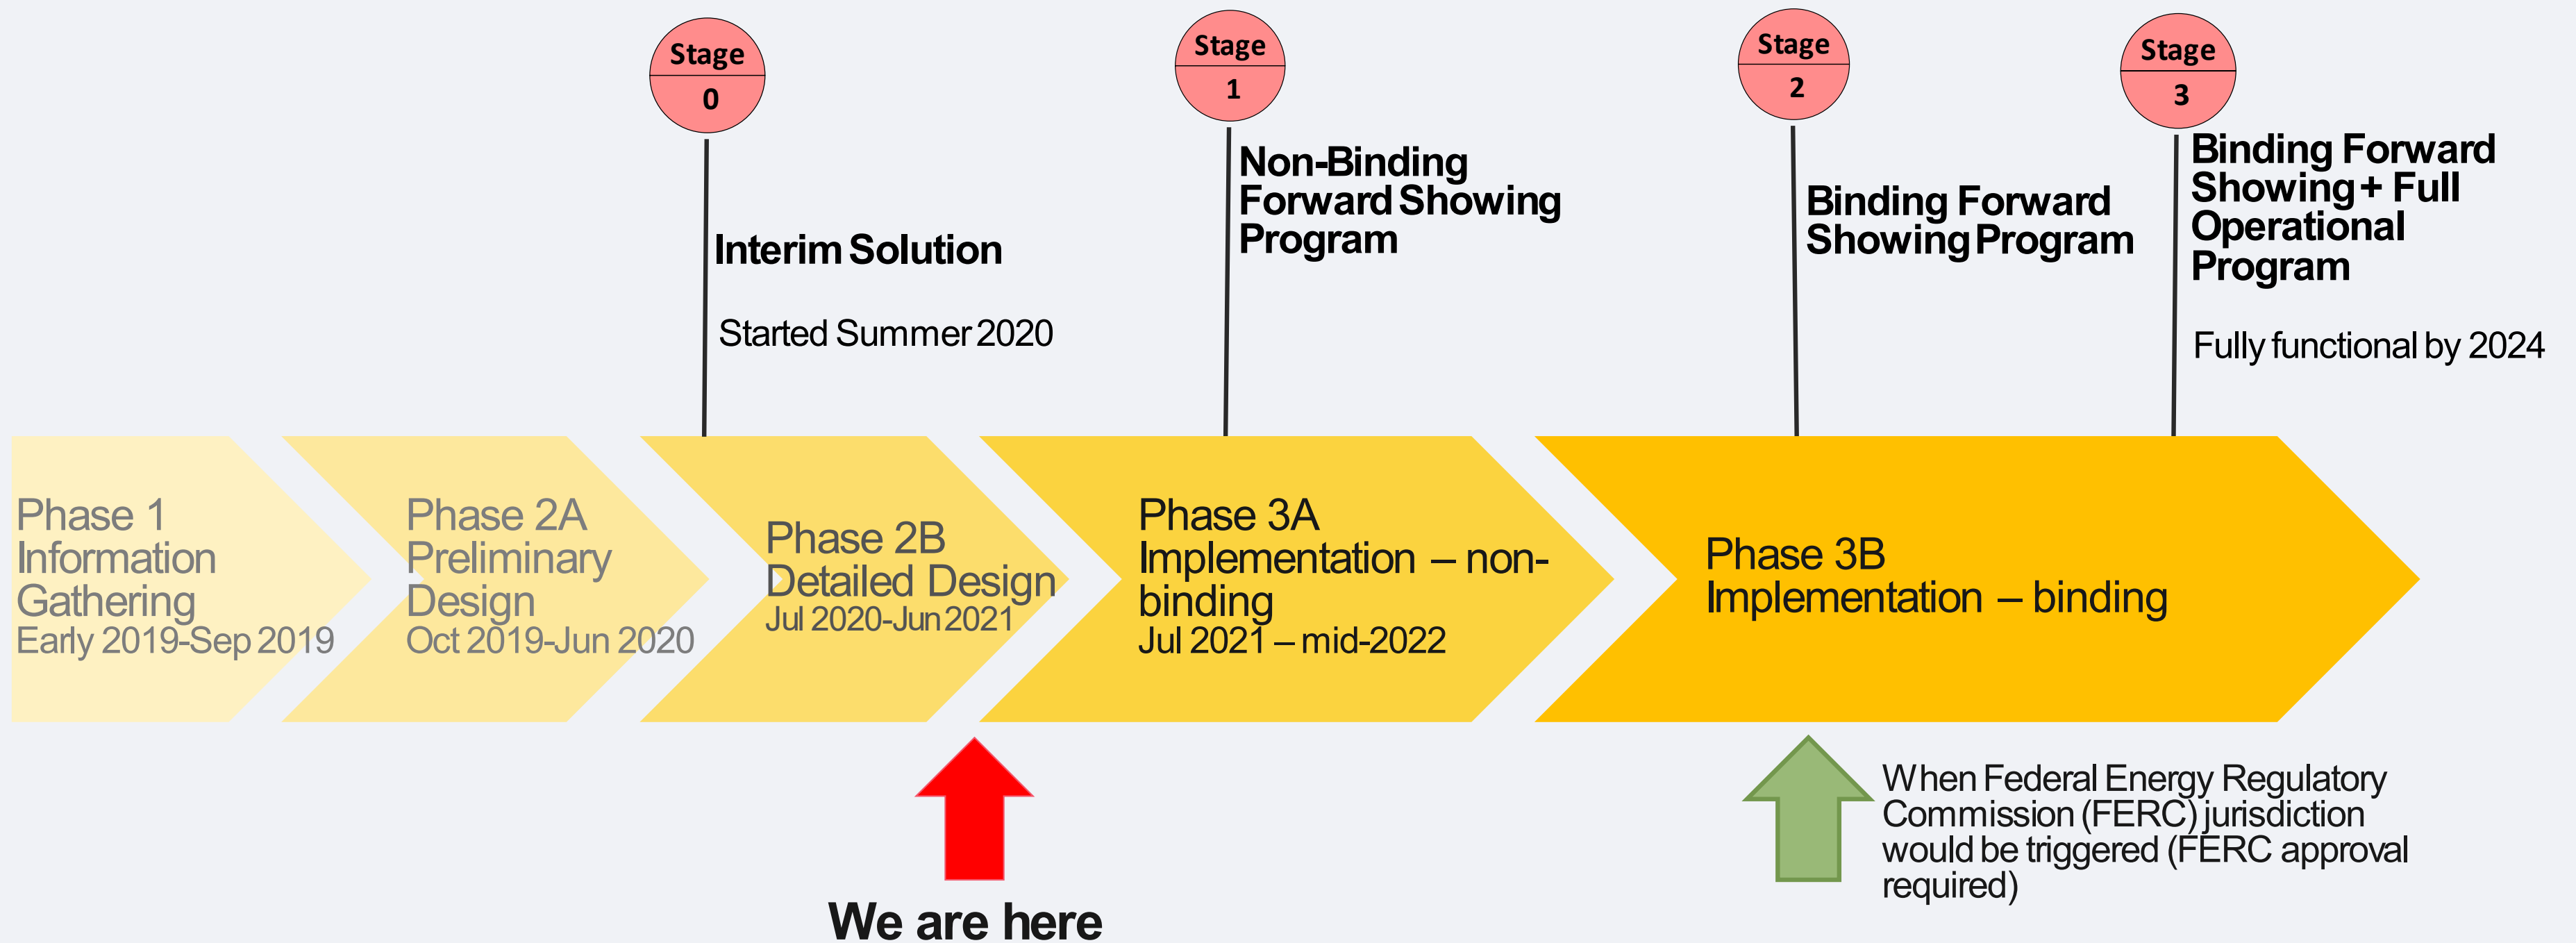 Stage
0
Stage
1
Stage
2
Stage
3
Interim Solution
Started Summer 2020
Non-Binding
Forward Showing
Program
Binding Forward
Showing Program
Binding Forward
Showing + Full
Operational
Program
Fully functional by 2024
Phase 1
Information
Gathering
Early 2019-Sep 2019
Phase 2A
Preliminary
Design
Oct 2019-Jun 2020
Phase 2B
Detailed Design
Jul 2020-Jun 2021
Phase 3A
Implementation – non-
binding
Jul 2021 – mid-2022
Phase 3B
Implementation – binding
We are here
When Federal Energy Regulatory
Commission (FERC) jurisdiction
would be triggered (FERC approval
required)